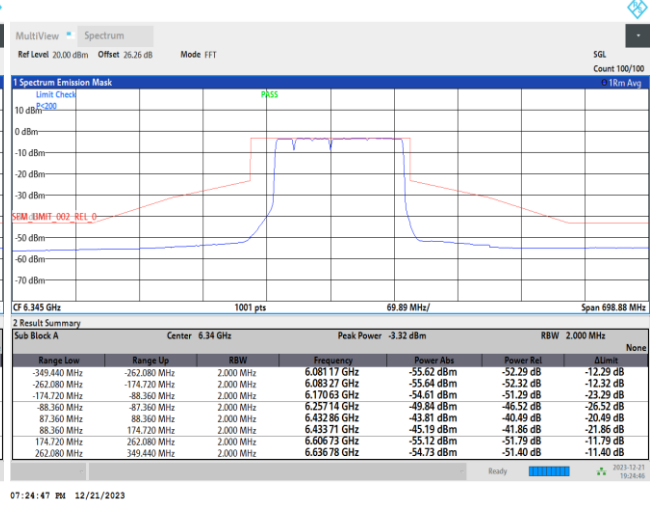 MultiView Spectrum
Ref Level 20.00 dBm Offset 26.26 dB Mode FFT SGL
Count 100/100
1 Spectrum Emission Mask 1Rm Avg
Limit Check PASS
P<200
10 dBm
0 dBm
-10 dBm
-20 dBm
-30 dBm
SEM_LIMIT_002_REL_0
-50 dBm
-60 dBm
-70 dBm
CF 6.345 GHz 1001 pts 69.89 MHz/ Span 698.88 MHz
2 Result Summary
Sub Block A Center 6.34 GHz Peak Power -3.32 dBm RBW 2.000 MHz
None
Range Low Range Up RBW Frequency Power Abs Power Rel ΔLimit
-349.440 MHz -262.080 MHz 2.000 MHz 6.081 17 GHz -55.62 dBm -52.29 dB -12.29 dB
-262.080 MHz -174.720 MHz 2.000 MHz 6.083 27 GHz -55.64 dBm -52.32 dB -12.32 dB
-174.720 MHz -88.360 MHz 2.000 MHz 6.170 63 GHz -54.61 dBm -51.29 dB -23.29 dB
-88.360 MHz -87.360 MHz 2.000 MHz 6.257 14 GHz -49.84 dBm -46.52 dB -26.52 dB
87.360 MHz 88.360 MHz 2.000 MHz 6.432 86 GHz -43.81 dBm -40.49 dB -20.49 dB
88.360 MHz 174.720 MHz 2.000 MHz 6.433 71 GHz -45.19 dBm -41.86 dB -21.86 dB
174.720 MHz 262.080 MHz 2.000 MHz 6.606 73 GHz -55.12 dBm -51.79 dB -11.79 dB
262.080 MHz 349.440 MHz 2.000 MHz 6.636 78 GHz -54.73 dBm -51.40 dB -11.40 dB
Ready 2023-12-21
19:24:46
07:24:47 PM 12/21/2023